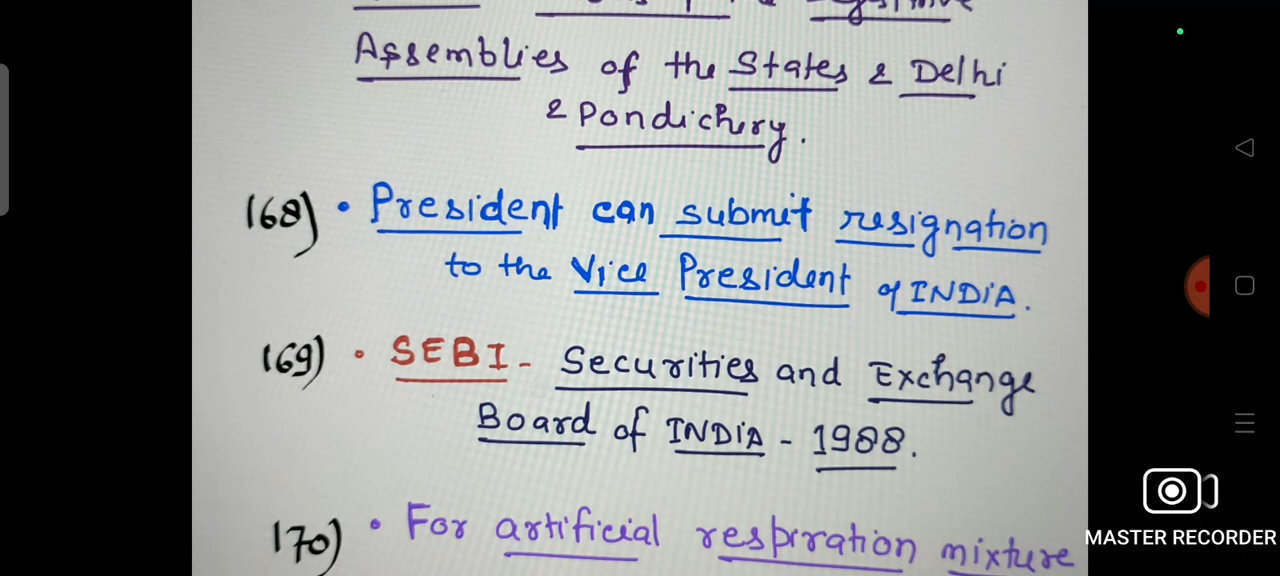 Assemblies of the States & Delhi
& Pondichery.
168) • President can submit resignation
to the Vice President of INDIA.
169) • SEBI - Securities and Exchange
Board of INDIA - 1988.
170) • For artificial respiration mixture
MASTER RECORDER